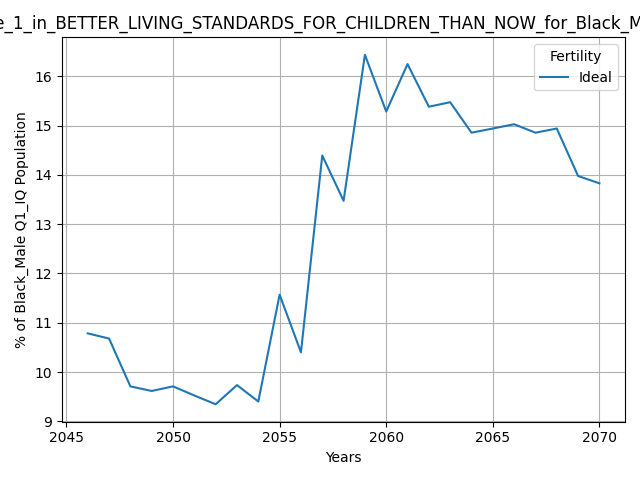 e_1_in_BETTER_LIVING_STANDARDS_FOR_CHILDREN_THAN_NOW_for_Black_M
Fertility
Ideal
% of Black_Male Q1_IQ Population
16
15
14
13
12
11
10
9
2045
2050
2055
2060
2065
2070
Years